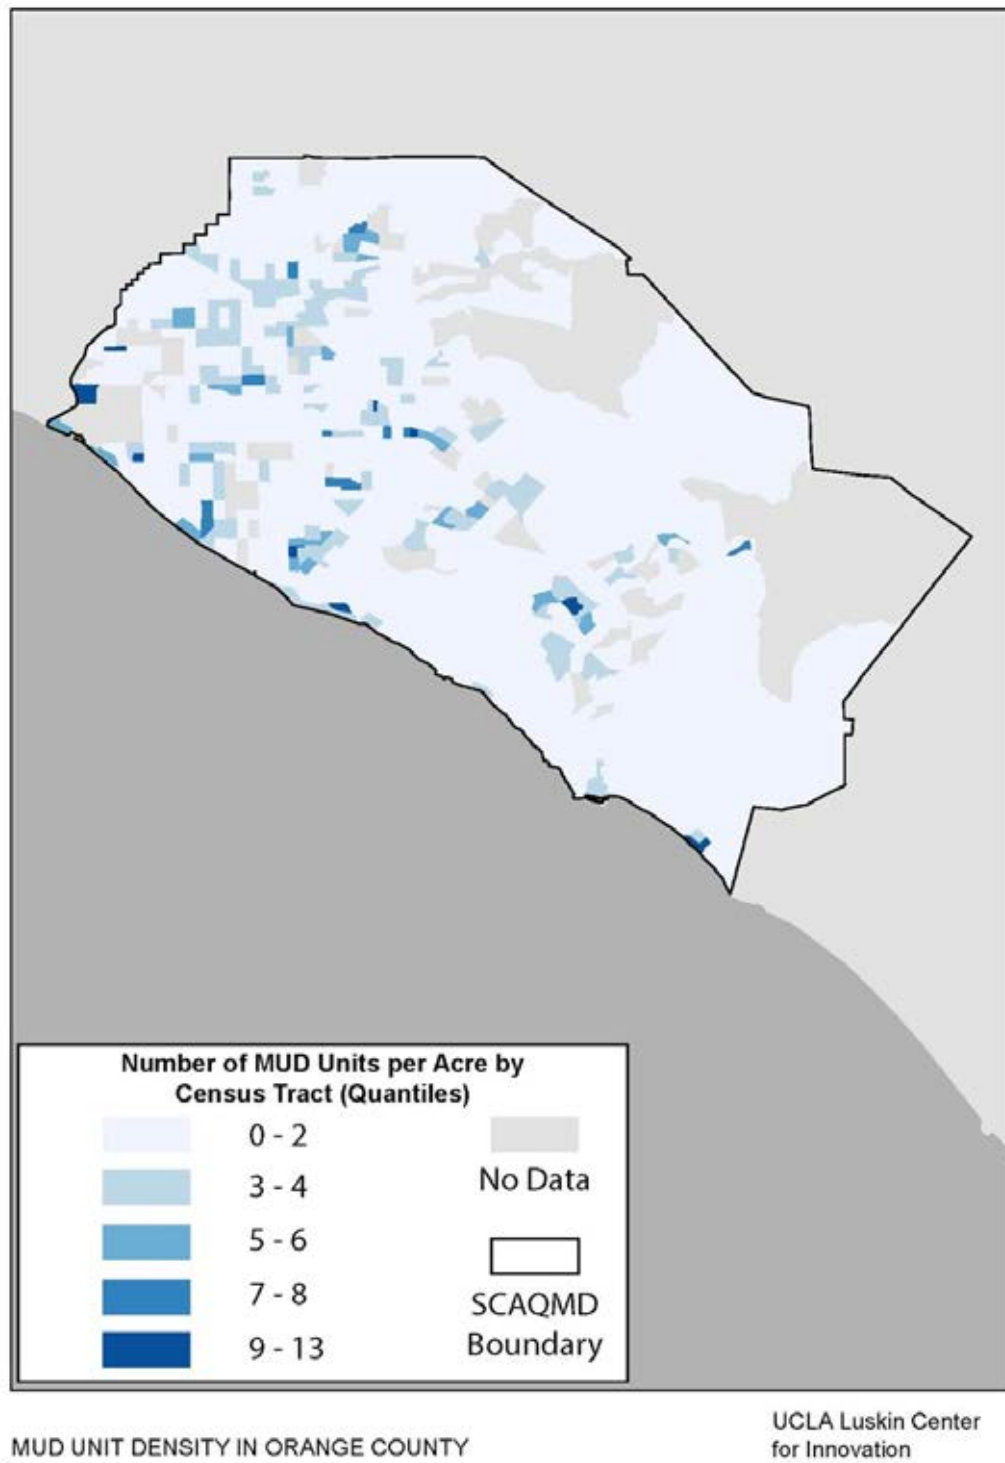 Number of MUD Units per Acre by
Census Tract (Quantiles)
0 - 2
3 - 4
5 - 6
7 - 8
9 - 13
No Data
SCAQMD
Boundary
MUD UNIT DENSITY IN ORANGE COUNTY
UCLA Luskin Center
for Innovation